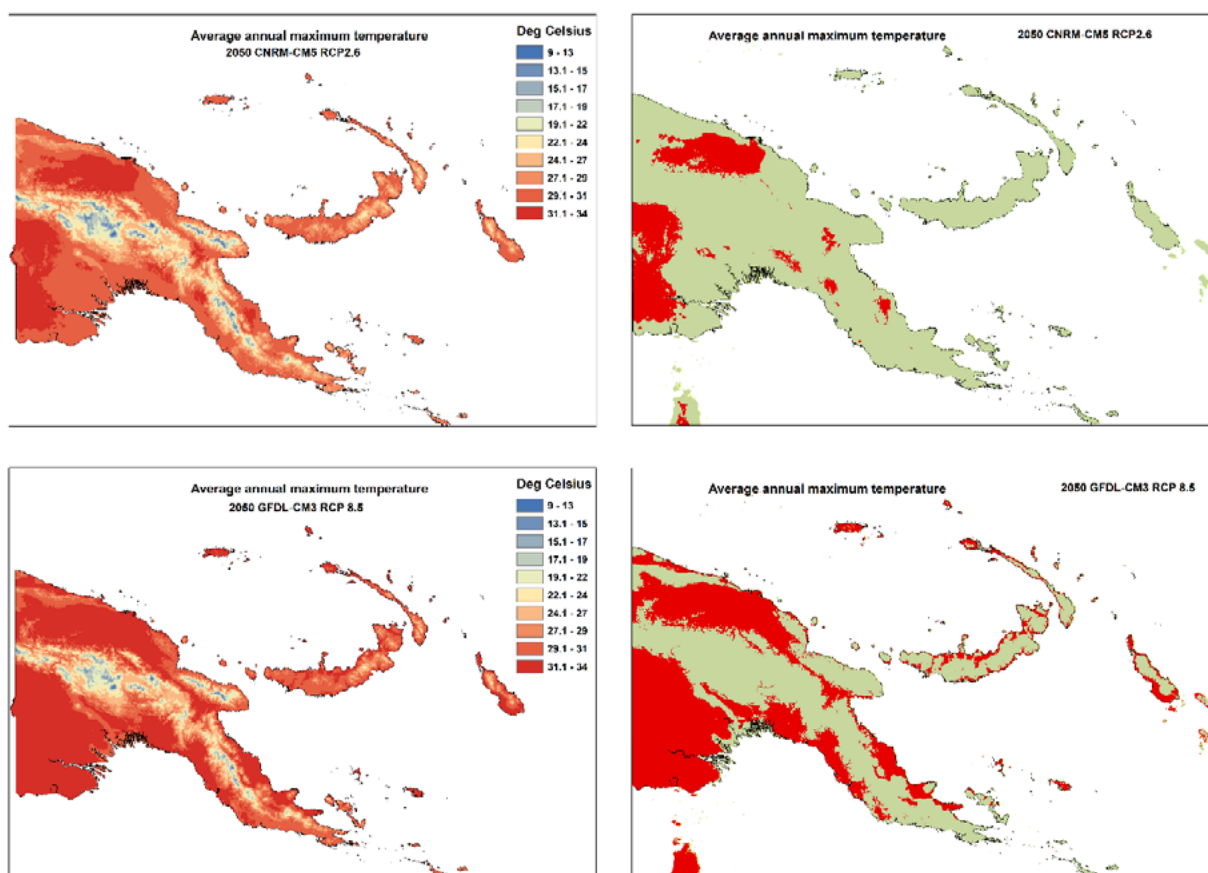 Average annual maximum temperature
2050 CNRM-CM5 RCP2.6
Deg Celsius
9 - 13
13.1 - 15
15.1 - 17
17.1 - 19
19.1 - 22
22.1 - 24
24.1 - 27
27.1 - 29
29.1 - 31
31.1 - 34
Average annual maximum temperature
2050 CNRM-CM5 RCP2.6
Average annual maximum temperature
2050 GFDL-CM3 RCP 8.5
Deg Celsius
9 - 13
13.1 - 15
15.1 - 17
17.1 - 19
19.1 - 22
22.1 - 24
24.1 - 27
27.1 - 29
29.1 - 31
31.1 - 34
Average annual maximum temperature
2050 GFDL-CM3 RCP 8.5